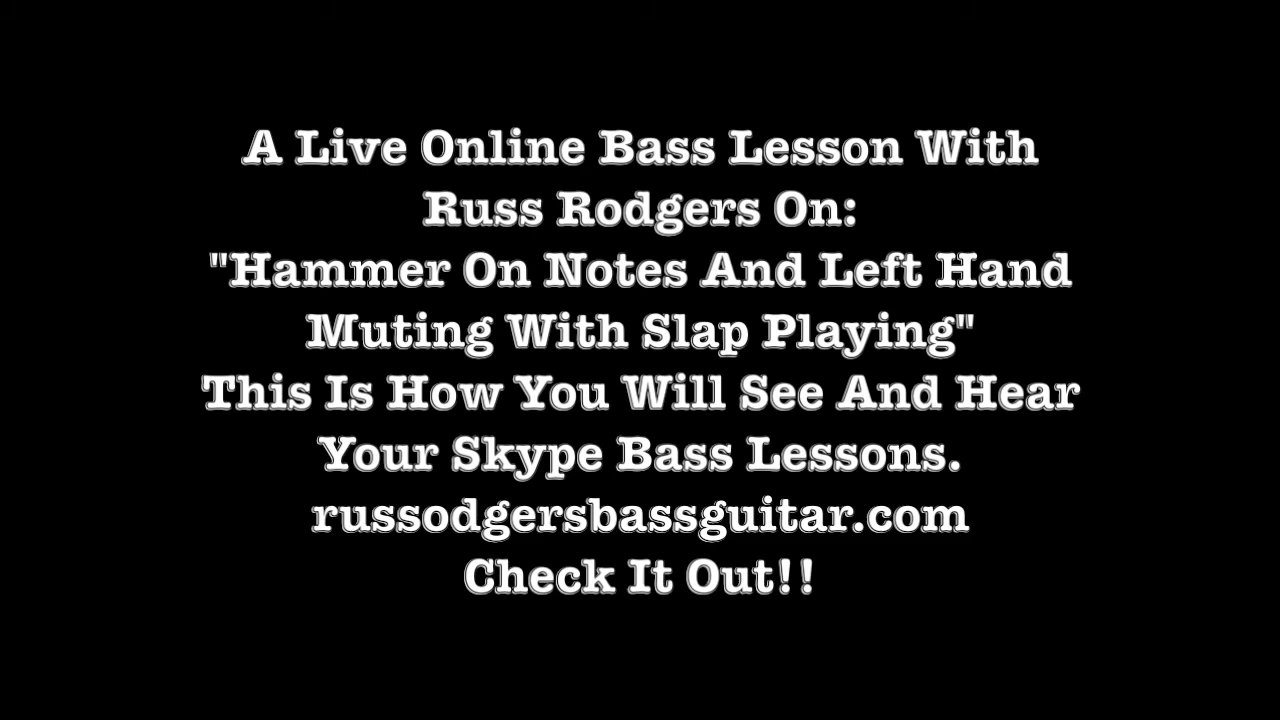 A Live Online Bass Lesson With
Russ Rodgers On:
"Hammer On Notes And Left Hand
Muting With Slap Playing"
This Is How You Will See And Hear
Your Skype Bass Lessons.
russodgersbassguitar.com
Check It Out!!